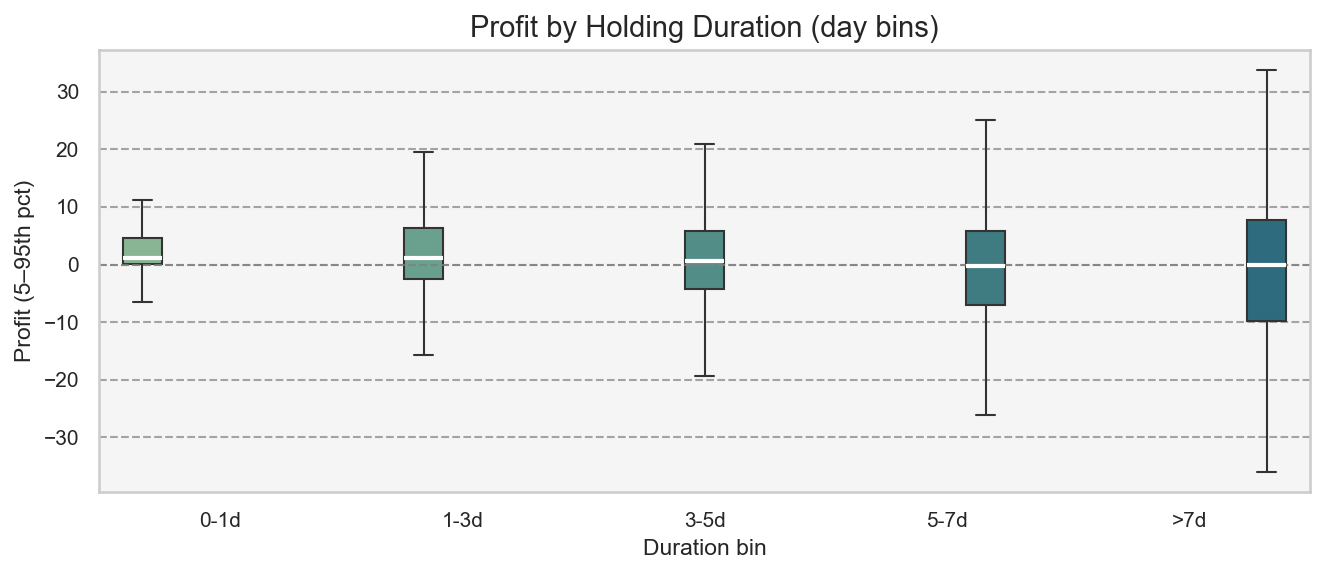 Profit by Holding Duration (day bins)
Profit (5–95th pct)
30
20
10
0
−10
−20
−30
0-1d
1-3d
3-5d
5-7d
>7d
Duration bin